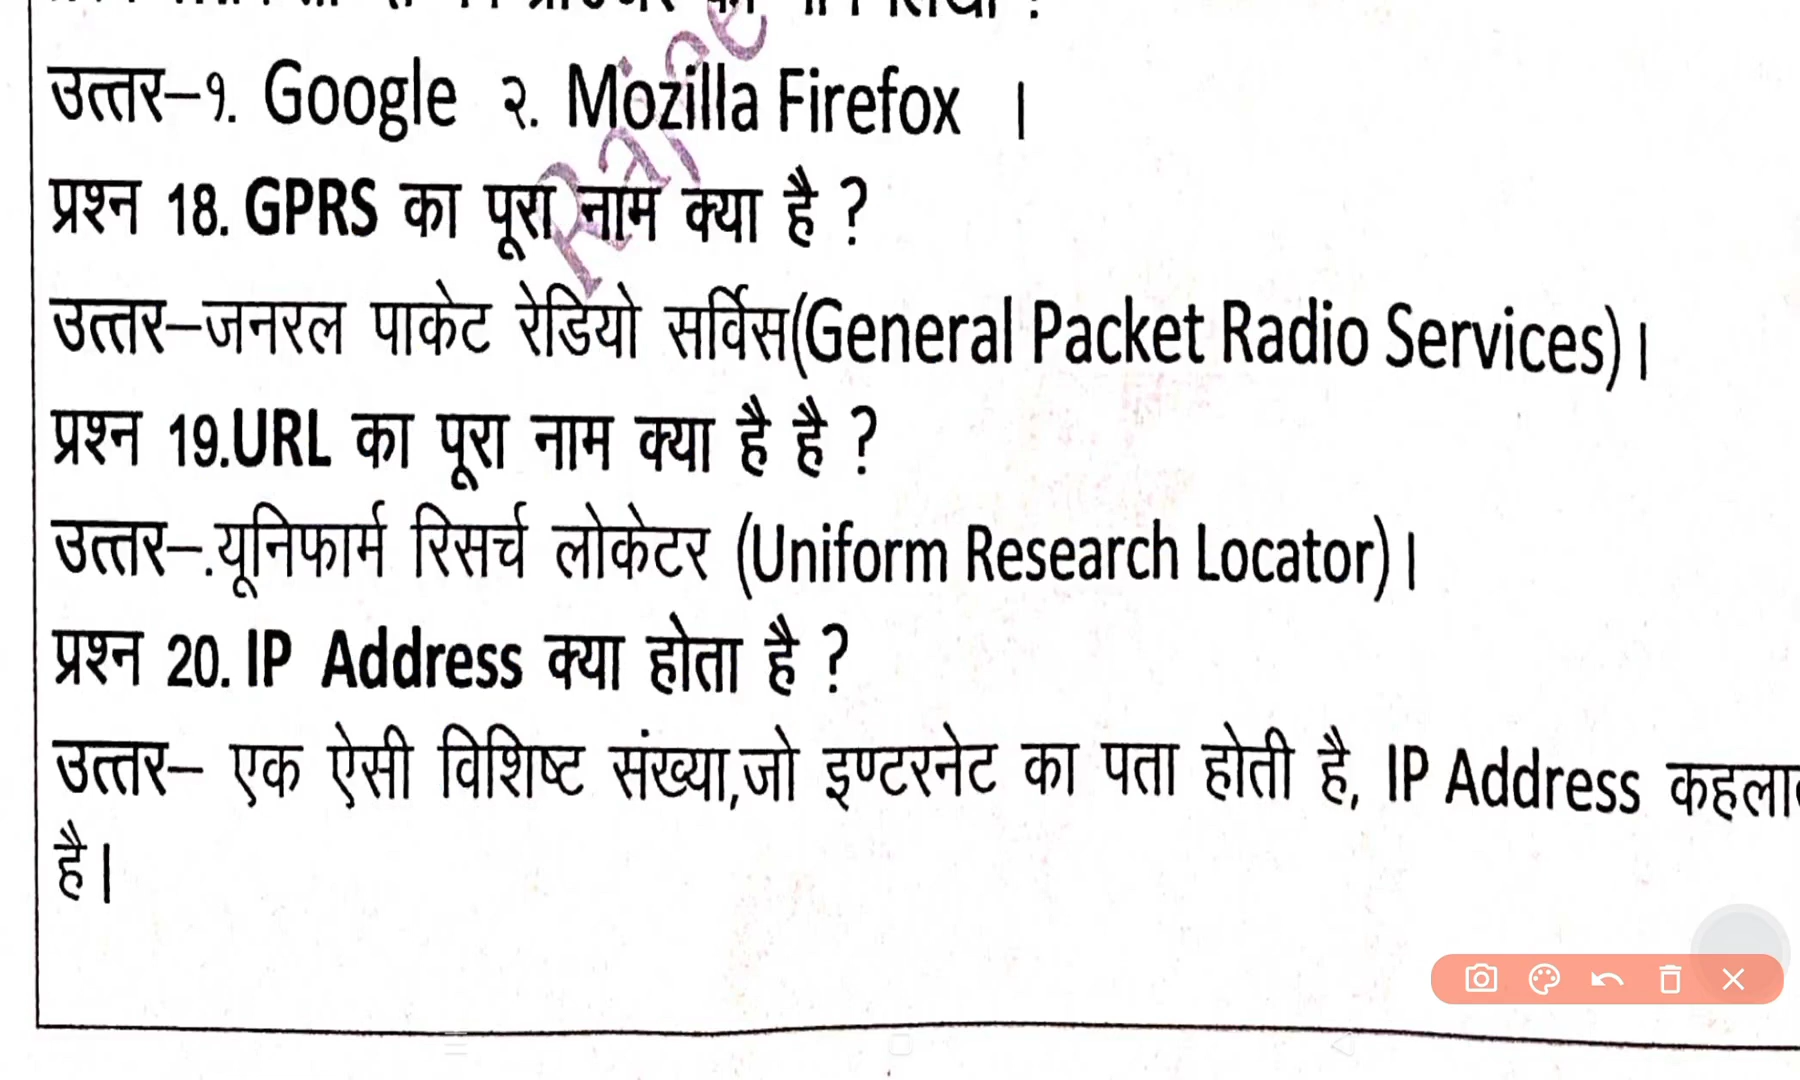 उत्तर–१. Google २. Mozilla Firefox ।
प्रश्न 18. GPRS का पूरा नाम क्या है ?
उत्तर–जनरल पाकेट रेडियो सर्विस(General Packet Radio Services)।
प्रश्न 19.URL का पूरा नाम क्या है है ?
उत्तर–.यूनिफार्म रिसर्च लोकेटर (Uniform Research Locator)।
प्रश्न 20. IP Address क्या होता है ?
उत्तर– एक ऐसी विशिष्ट संख्या,जो इण्टरनेट का पता होती है, IP Address
है।